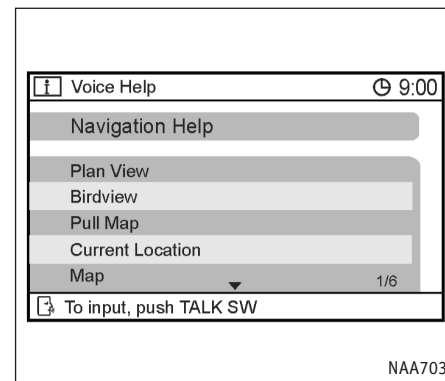 i Voice Help 9:00
Navigation Help
Plan View
Birdview
Pull Map
Current Location
Map 1/6
To input, push TALK SW
NAA703